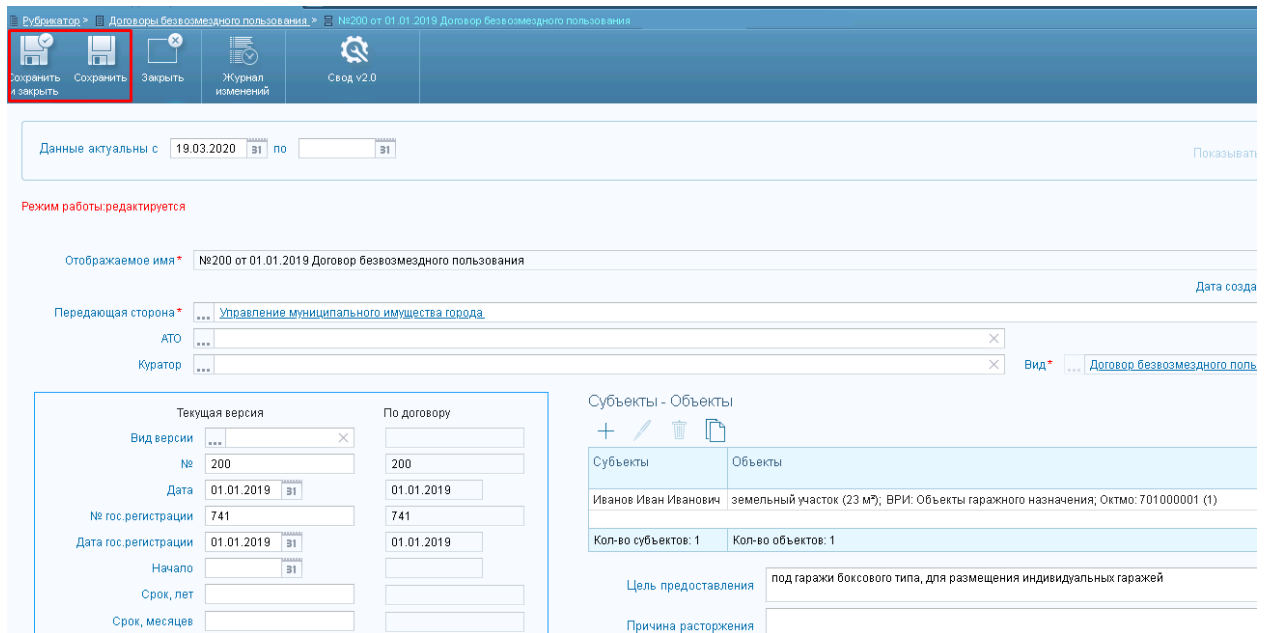 Рубрикатор > Договоры безвозмездного пользования > №200 от 01.01.2019 Договор безвозмездного пользования
Сохранить и закрыть
Сохранить
Закрыть
Журнал изменений
Свод v2.0
Данные актуальны с 19.03.2020 31 по 31
Показывать
Режим работы:редактируется
Отображаемое имя* №200 от 01.01.2019 Договор безвозмездного пользования
Дата созда
Передающая сторона* ... Управление муниципального имущества города
АТО ...
Куратор ... Вид* ... Договор безвозмездного поль
Текущая версия По договору
Вид версии ...
№ 200 200
Дата 01.01.2019 31 01.01.2019
№ гос.регистрации 741 741
Дата гос.регистрации 01.01.2019 31 01.01.2019
Начало 31
Срок, лет
Срок, месяцев
Субъекты - Объекты
Субъекты Объекты
Иванов Иван Иванович земельный участок (23 м²); ВРИ: Объекты гаражного назначения; Октмо: 701000001 (1)
Кол-во субъектов: 1 Кол-во объектов: 1
Цель предоставления под гаражи боксового типа, для размещения индивидуальных гаражей
Причина расторжения